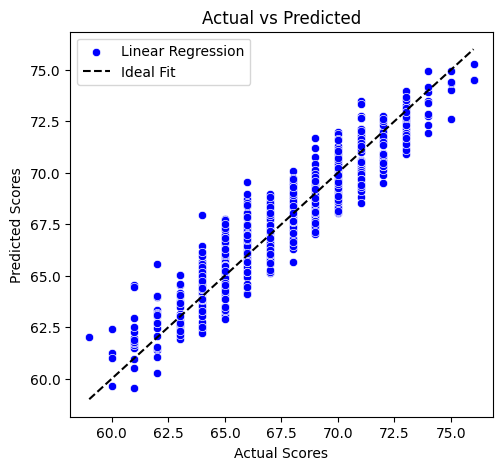 Actual vs Predicted
Linear Regression
Ideal Fit
75.0
72.5
70.0
67.5
65.0
62.5
60.0
Predicted Scores
60.0 62.5 65.0 67.5 70.0 72.5 75.0
Actual Scores